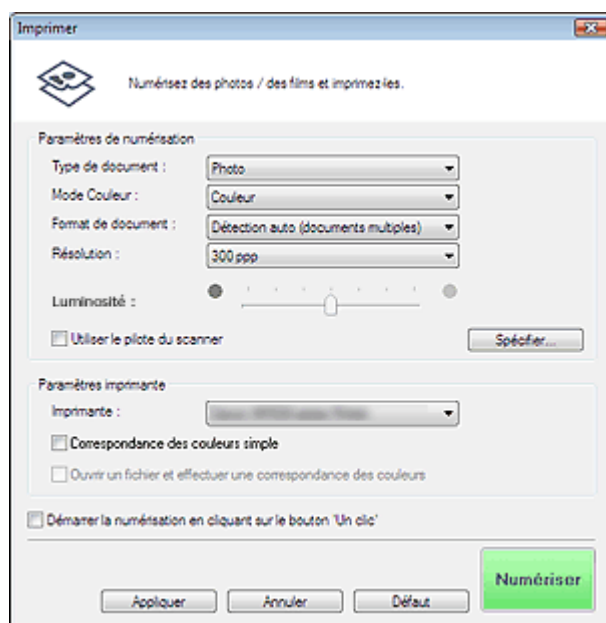 Imprimer
Numérisez des photos / des films et imprimez-les.
Paramètres de numérisation
Type de document : Photo
Mode Couleur : Couleur
Format de document : Détection auto (documents multiples)
Résolution : 300 ppp
Luminosité :
Utiliser le pilote du scanner Spécifier...
Paramètres imprimante
Imprimante :
Correspondance des couleurs simple
Ouvrir un fichier et effectuer une correspondance des couleurs
Démarrer la numérisation en cliquant sur le bouton 'Un clic'
Numériser
Appliquer Annuler Défaut